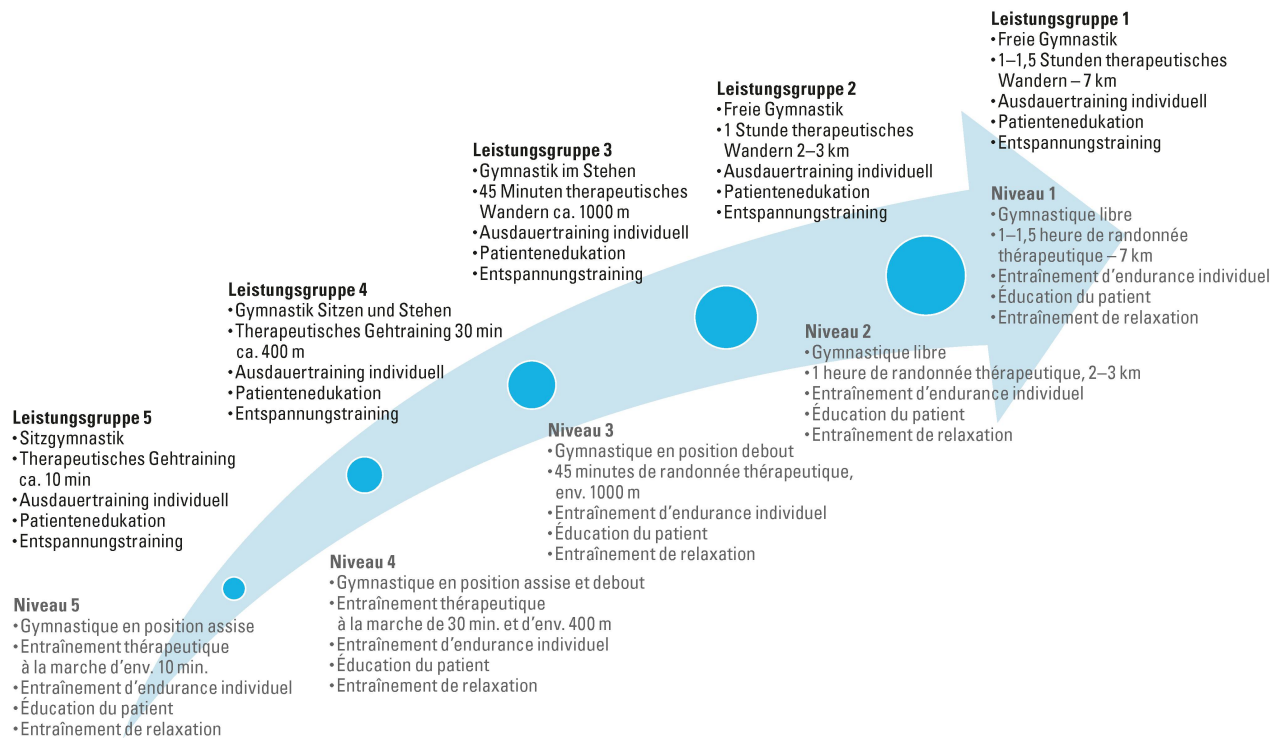 Leistungsgruppe 1
• Freie Gymnastik
• 1–1,5 Stunden therapeutisches
Wandern – 7 km
• Ausdauertraining individuell
• Patientenedukation
• Entspannungstraining
Leistungsgruppe 2
• Freie Gymnastik
• 1 Stunde therapeutisches
Wandern 2–3 km
• Ausdauertraining individuell
• Patientenedukation
• Entspannungstraining
Leistungsgruppe 3
• Gymnastik im Stehen
• 45 Minuten therapeutisches
Wandern ca. 1000 m
• Ausdauertraining individuell
• Patientenedukation
• Entspannungstraining
Leistungsgruppe 4
• Gymnastik Sitzen und Stehen
• Therapeutisches Gehtraining 30 min
ca. 400 m
• Ausdauertraining individuell
• Patientenedukation
• Entspannungstraining
Leistungsgruppe 5
• Sitzgymnastik
• Therapeutisches Gehtraining
ca. 10 min
• Ausdauertraining individuell
• Patientenedukation
• Entspannungstraining
Niveau 1
• Gymnastique libre
• 1–1,5 heure de randonnée
thérapeutique – 7 km
• Entraînement d’endurance individuel
• Éducation du patient
• Entraînement de relaxation
Niveau 2
• Gymnastique libre
• 1 heure de randonnée thérapeutique, 2–3 km
• Entraînement d’endurance individuel
• Éducation du patient
• Entraînement de relaxation
Niveau 3
• Gymnastique en position debout
• 45 minutes de randonnée thérapeutique,
env. 1000 m
• Entraînement d’endurance individuel
• Éducation du patient
• Entraînement de relaxation
Niveau 4
• Gymnastique en position assise et debout
• Entraînement thérapeutique
à la marche de 30 min. et d’env. 400 m
• Entraînement d’endurance individuel
• Éducation du patient
• Entraînement de relaxation
Niveau 5
• Gymnastique en position assise
• Entraînement thérapeutique
à la marche d’env. 10 min.
• Entraînement d’endurance individuel
• Éducation du patient
• Entraînement de relaxation